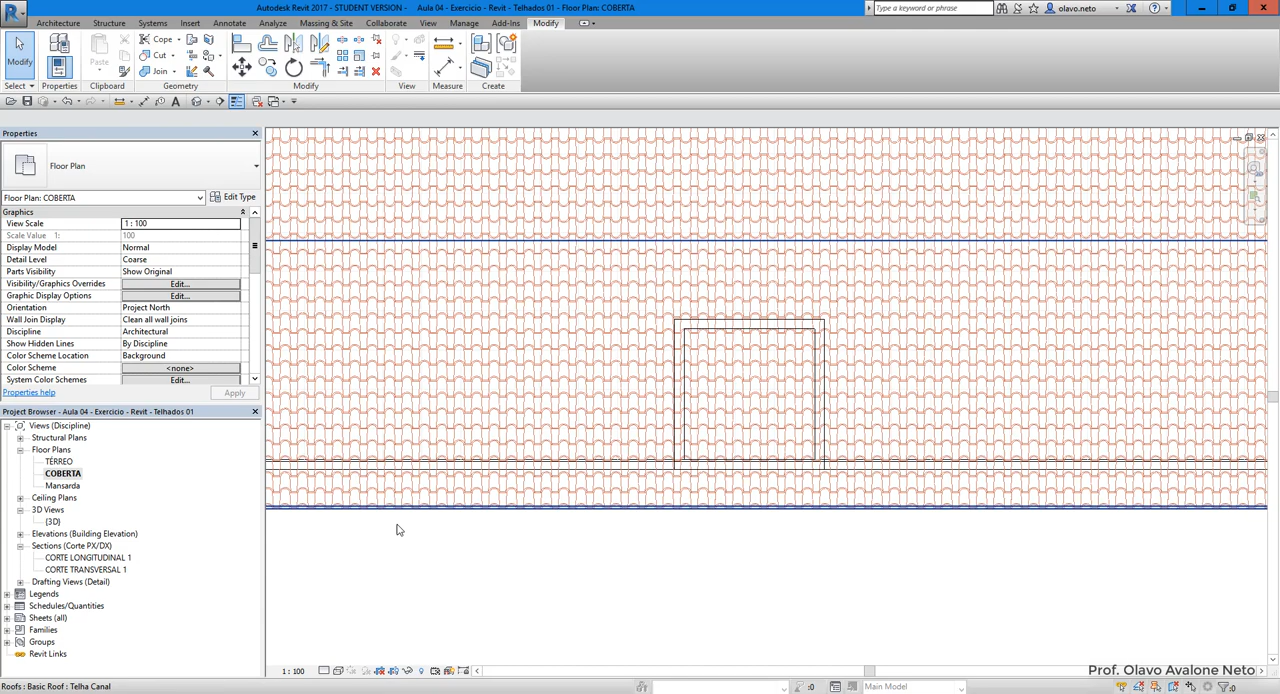 Autodesk Revit 2017 - STUDENT VERSION - Aula 04 - Exercicio - Revit - Telhados 01 - Floor Plan: COBERTA
Type a keyword or phrase
olavo.neto
Architecture Structure Systems Insert Annotate Analyze Massing & Site Collaborate View Manage Add-Ins Modify
Modify
Paste
Cope
Cut
Join
Select Properties Clipboard Geometry Modify View Measure Create
Properties
Floor Plan
Floor Plan: COBERTA Edit Type
Graphics
View Scale 1 : 100
Scale Value 1: 100
Display Model Normal
Detail Level Coarse
Parts Visibility Show Original
Visibility/Graphics Overrides Edit...
Graphic Display Options Edit...
Orientation Project North
Wall Join Display Clean all wall joins
Discipline Architectural
Show Hidden Lines By Discipline
Color Scheme Location Background
Color Scheme <none>
System Color Schemes Edit...
Properties help Apply
Project Browser - Aula 04 - Exercicio - Revit - Telhados 01
Views (Discipline)
Structural Plans
Floor Plans
TÉRREO
COBERTA
Mansarda
Ceiling Plans
3D Views
{3D}
Elevations (Building Elevation)
Sections (Corte PX/DX)
CORTE LONGITUDINAL 1
CORTE TRANSVERSAL 1
Drafting Views (Detail)
Legends
Schedules/Quantities
Sheets (all)
Families
Groups
Revit Links
1 : 100
Prof. Olavo Avalone Neto
Roofs : Basic Roof : Telha Canal
:0
Main Model
:0